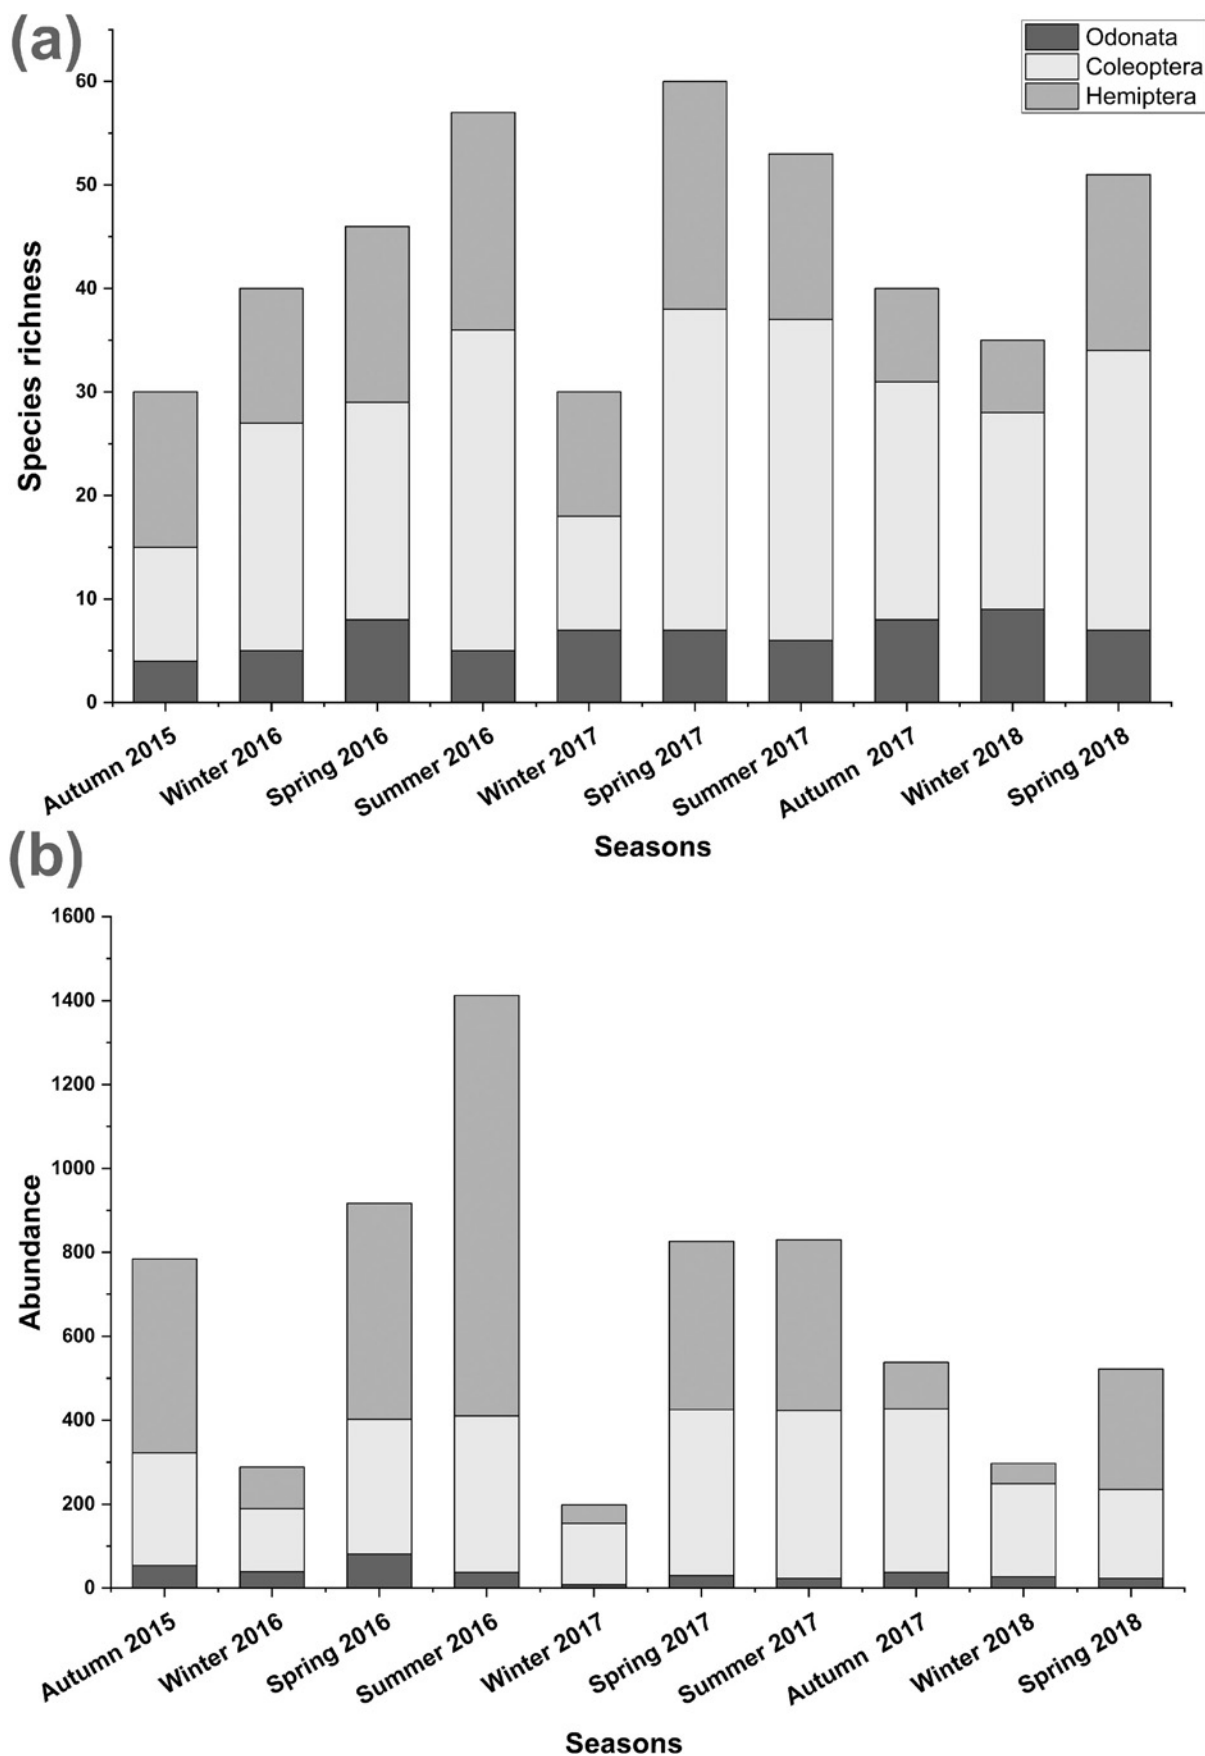 (a)
Odonata
Coleoptera
Hemiptera
60
50
40
30
20
10
0
Species richness
Autumn 2015
Winter 2016
Spring 2016
Summer 2016
Winter 2017
Spring 2017
Summer 2017
Autumn  2017
Winter 2018
Spring 2018
Seasons
(b)
1600
1400
1200
1000
800
600
400
200
0
Abundance
Autumn 2015
Winter 2016
Spring 2016
Summer 2016
Winter 2017
Spring 2017
Summer 2017
Autumn  2017
Winter 2018
Spring 2018
Seasons